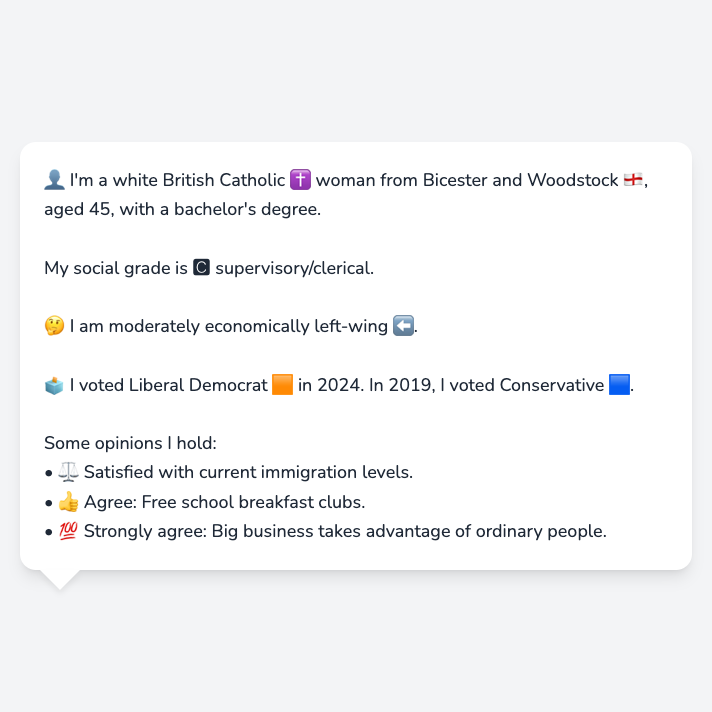 👤 I'm a white British Catholic ✝️ woman from Bicester and Woodstock 🏴󠁧󠁢󠁥󠁮󠁧󠁿,
aged 45, with a bachelor's degree.
My social grade is 🅲 supervisory/clerical.
🤔 I am moderately economically left-wing ⬅️.
🗳️ I voted Liberal Democrat 🟧 in 2024. In 2019, I voted Conservative 🟦.
Some opinions I hold:
• ⚖️ Satisfied with current immigration levels.
• 👍 Agree: Free school breakfast clubs.
• 💯 Strongly agree: Big business takes advantage of ordinary people.